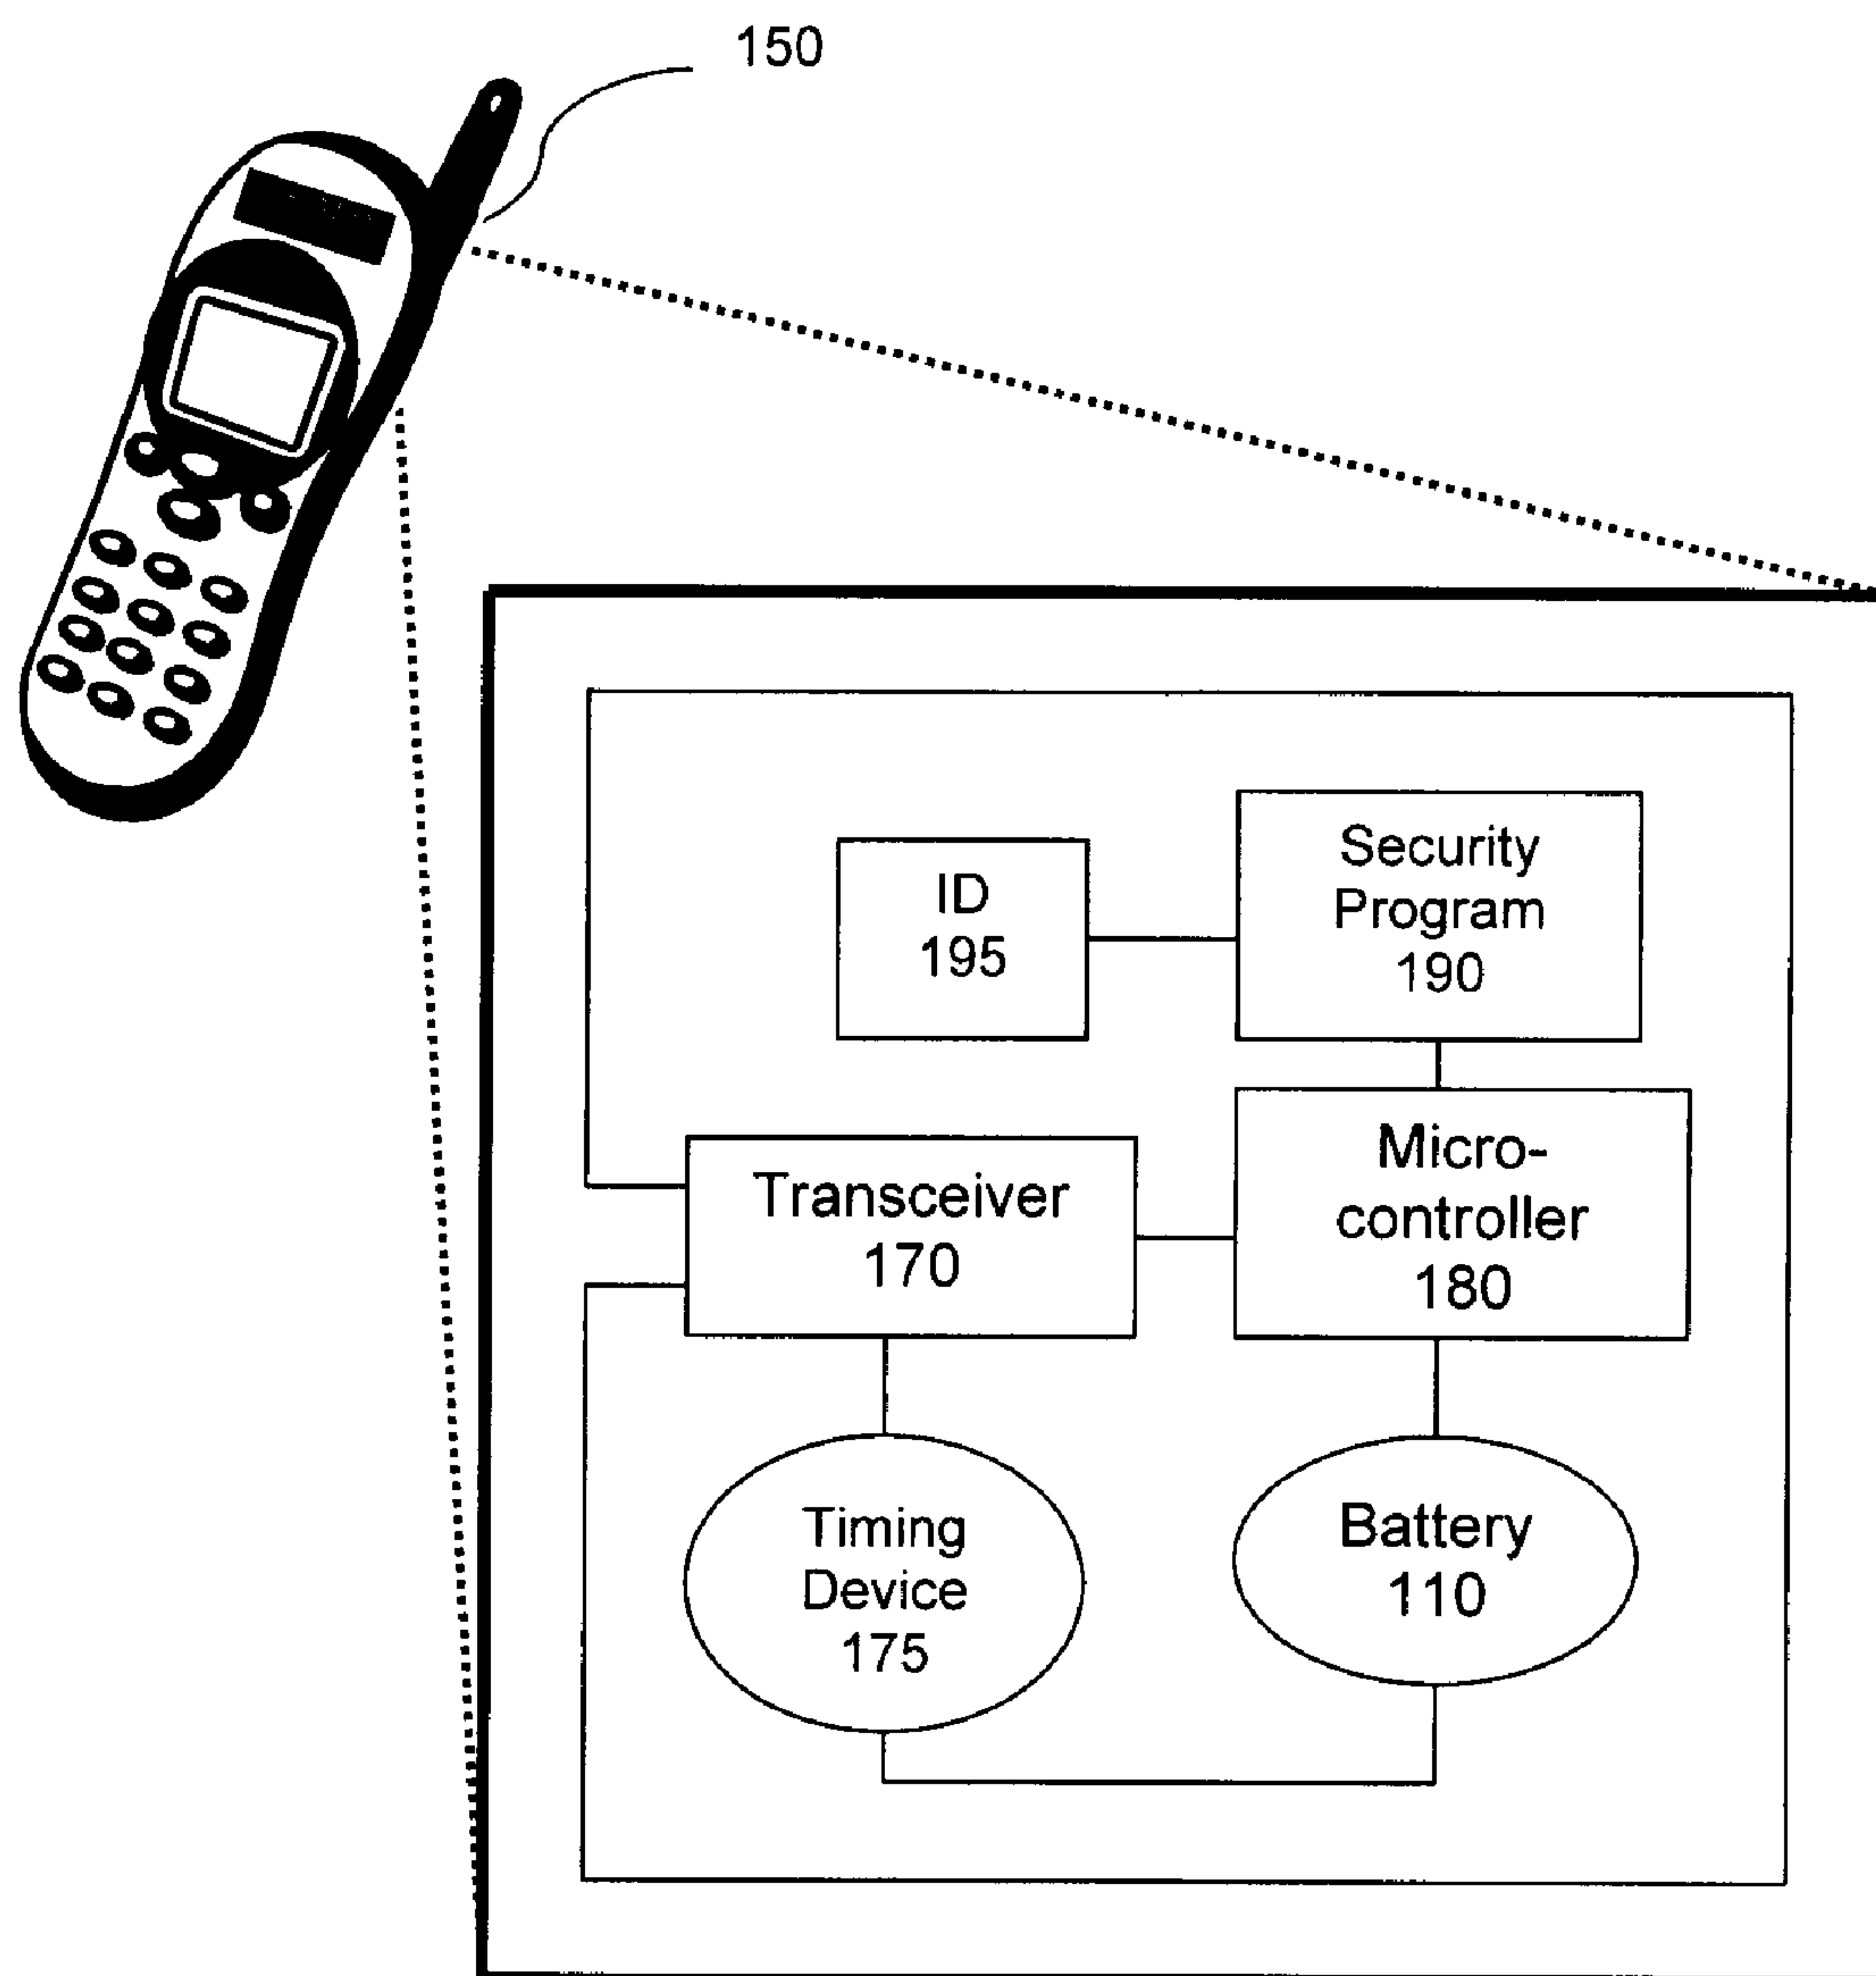 150
ID
195
Security
Program
190
Transceiver
170
Micro-
controller
180
Timing
Device
175
Battery
110